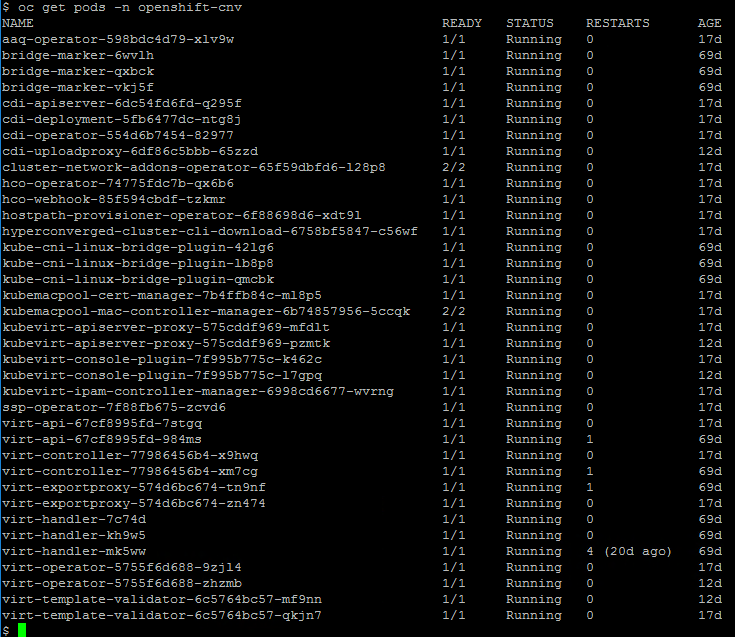 $ oc get pods -n openshift-cnv
NAME READY STATUS RESTARTS AGE
aaq-operator-598bdc4d79-xlv9w 1/1 Running 0 17d
bridge-marker-6wvlh 1/1 Running 0 69d
bridge-marker-qxbck 1/1 Running 0 69d
bridge-marker-vkj5f 1/1 Running 0 69d
cdi-apiserver-6dc54fd6fd-q295f 1/1 Running 0 17d
cdi-deployment-5fb6477dc-ntg8j 1/1 Running 0 17d
cdi-operator-554d6b7454-82977 1/1 Running 0 17d
cdi-uploadproxy-6df86c5bbb-65zzd 1/1 Running 0 12d
cluster-network-addons-operator-65f59dbfd6-l28p8 2/2 Running 0 17d
hco-operator-74775fdc7b-qx6b6 1/1 Running 0 17d
hco-webhook-85f594cbdf-tzkmr 1/1 Running 0 17d
hostpath-provisioner-operator-6f88698d6-xdt9l 1/1 Running 0 17d
hyperconverged-cluster-cli-download-6758bf5847-c56wf 1/1 Running 0 17d
kube-cni-linux-bridge-plugin-42lg6 1/1 Running 0 69d
kube-cni-linux-bridge-plugin-lb8p8 1/1 Running 0 69d
kube-cni-linux-bridge-plugin-qmcbk 1/1 Running 0 69d
kubemacpool-cert-manager-7b4ffb84c-ml8p5 1/1 Running 0 17d
kubemacpool-mac-controller-manager-6b74857956-5ccqk 2/2 Running 0 17d
kubevirt-apiserver-proxy-575cddf969-mfdlt 1/1 Running 0 17d
kubevirt-apiserver-proxy-575cddf969-pzmtk 1/1 Running 0 12d
kubevirt-console-plugin-7f995b775c-k462c 1/1 Running 0 17d
kubevirt-console-plugin-7f995b775c-l7gpq 1/1 Running 0 12d
kubevirt-ipam-controller-manager-6998cd6677-wvrng 1/1 Running 0 17d
ssp-operator-7f88fb675-zcvd6 1/1 Running 0 17d
virt-api-67cf8995fd-7stgq 1/1 Running 0 17d
virt-api-67cf8995fd-984ms 1/1 Running 1 69d
virt-controller-77986456b4-x9hwq 1/1 Running 0 17d
virt-controller-77986456b4-xm7cg 1/1 Running 1 69d
virt-exportproxy-574d6bc674-tn9nf 1/1 Running 1 69d
virt-exportproxy-574d6bc674-zn474 1/1 Running 0 17d
virt-handler-7c74d 1/1 Running 0 69d
virt-handler-kh9w5 1/1 Running 0 69d
virt-handler-mk5ww 1/1 Running 4 (20d ago) 69d
virt-operator-5755f6d688-9zjl4 1/1 Running 0 17d
virt-operator-5755f6d688-zhzmb 1/1 Running 0 12d
virt-template-validator-6c5764bc57-mf9nn 1/1 Running 0 12d
virt-template-validator-6c5764bc57-qkjn7 1/1 Running 0 17d
$